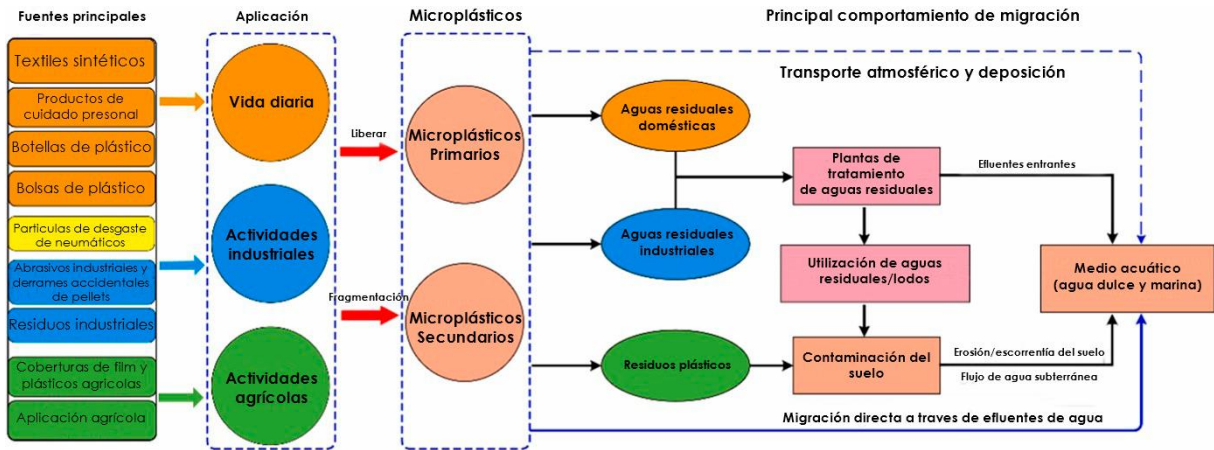 Fuentes principales
Aplicación
Microplásticos
Principal comportamiento de migración
Textiles sintéticos
Productos de
cuidado presonal
Botellas de plástico
Bolsas de plástico
Particulas de desgaste
de neumáticos
Abrasivos industriales y
derrames accidentales
de pellets
Residuos industriales
Coberturas de film y
plásticos agricolas
Aplicación agrícola
Vida diaria
Actividades
industriales
Actividades
agrícolas
Liberar
Fragmentación
Microplásticos
Primarios
Microplásticos
Secundarios
Transporte atmosférico y deposición
Aguas residuales
domésticas
Aguas residuales
industriales
Residuos plásticos
Plantas de
tratamiento
de aguas residuales
Utilización de aguas
residuales/lodos
Contaminación del
suelo
Efluentes entrantes
Erosión/escorrentía del suelo
Flujo de agua subterránea
Medio acuático
(agua dulce y marina)
Migración directa a traves de efluentes de agua